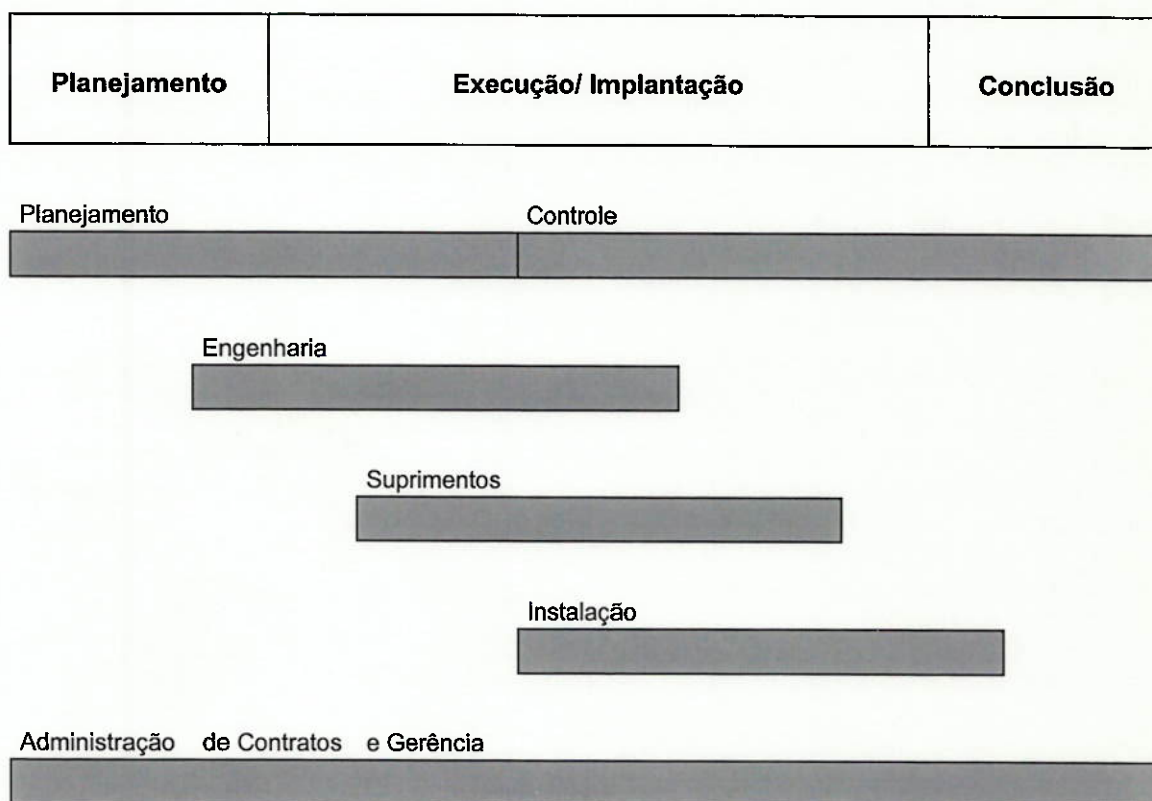 Planejamento Execução/ Implantação Conclusão
Planejamento Controle
Engenharia
Suprimentos
Instalação
Administração de Contratos e Gerência